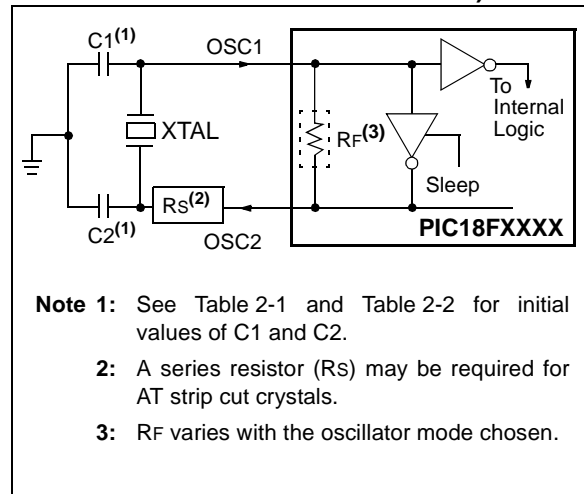 C1(1)
OSC1
To
Internal
Logic
XTAL
RF(3)
Sleep
RS(2)
C2(1)
OSC2
PIC18FXXXX
Note 1: See Table 2-1 and Table 2-2 for initial
values of C1 and C2.
2: A series resistor (RS) may be required for
AT strip cut crystals.
3: RF varies with the oscillator mode chosen.